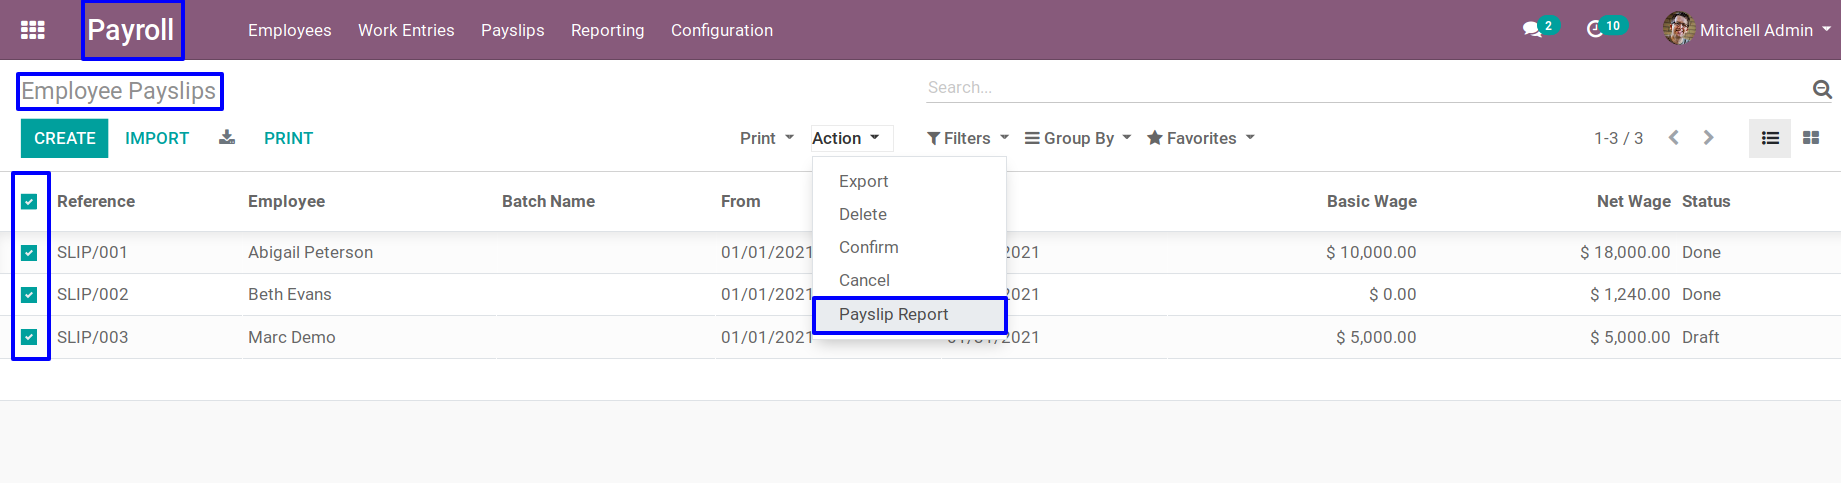 Payroll Employees Work Entries Payslips Reporting Configuration 2 10 Mitchell Admin
Employee Payslips Search...
CREATE IMPORT PRINT Print Action Filters Group By Favorites 1-3 / 3
Export
Delete
Confirm
Cancel
Payslip Report
Reference Employee Batch Name From Basic Wage Net Wage Status
SLIP/001 Abigail Peterson 01/01/2021 2021 $ 10,000.00 $ 18,000.00 Done
SLIP/002 Beth Evans 01/01/2021 2021 $ 0.00 $ 1,240.00 Done
SLIP/003 Marc Demo 01/01/2021 2021 $ 5,000.00 $ 5,000.00 Draft